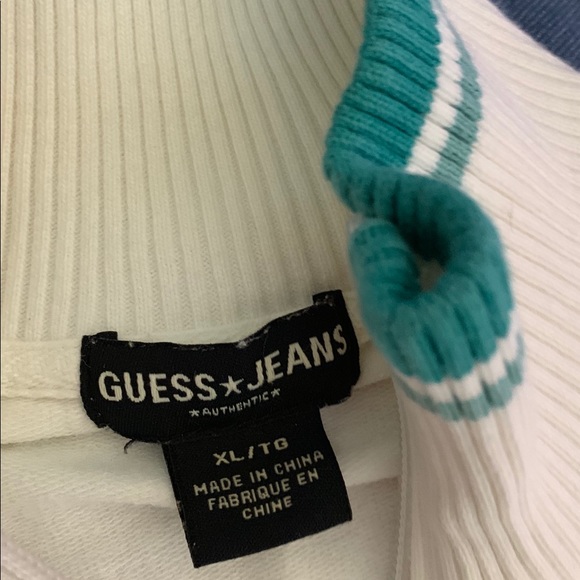 GUESS★JEANS
★AUTHENTIC★
XL/TG
MADE IN CHINA
FABRIQUE EN
CHINE